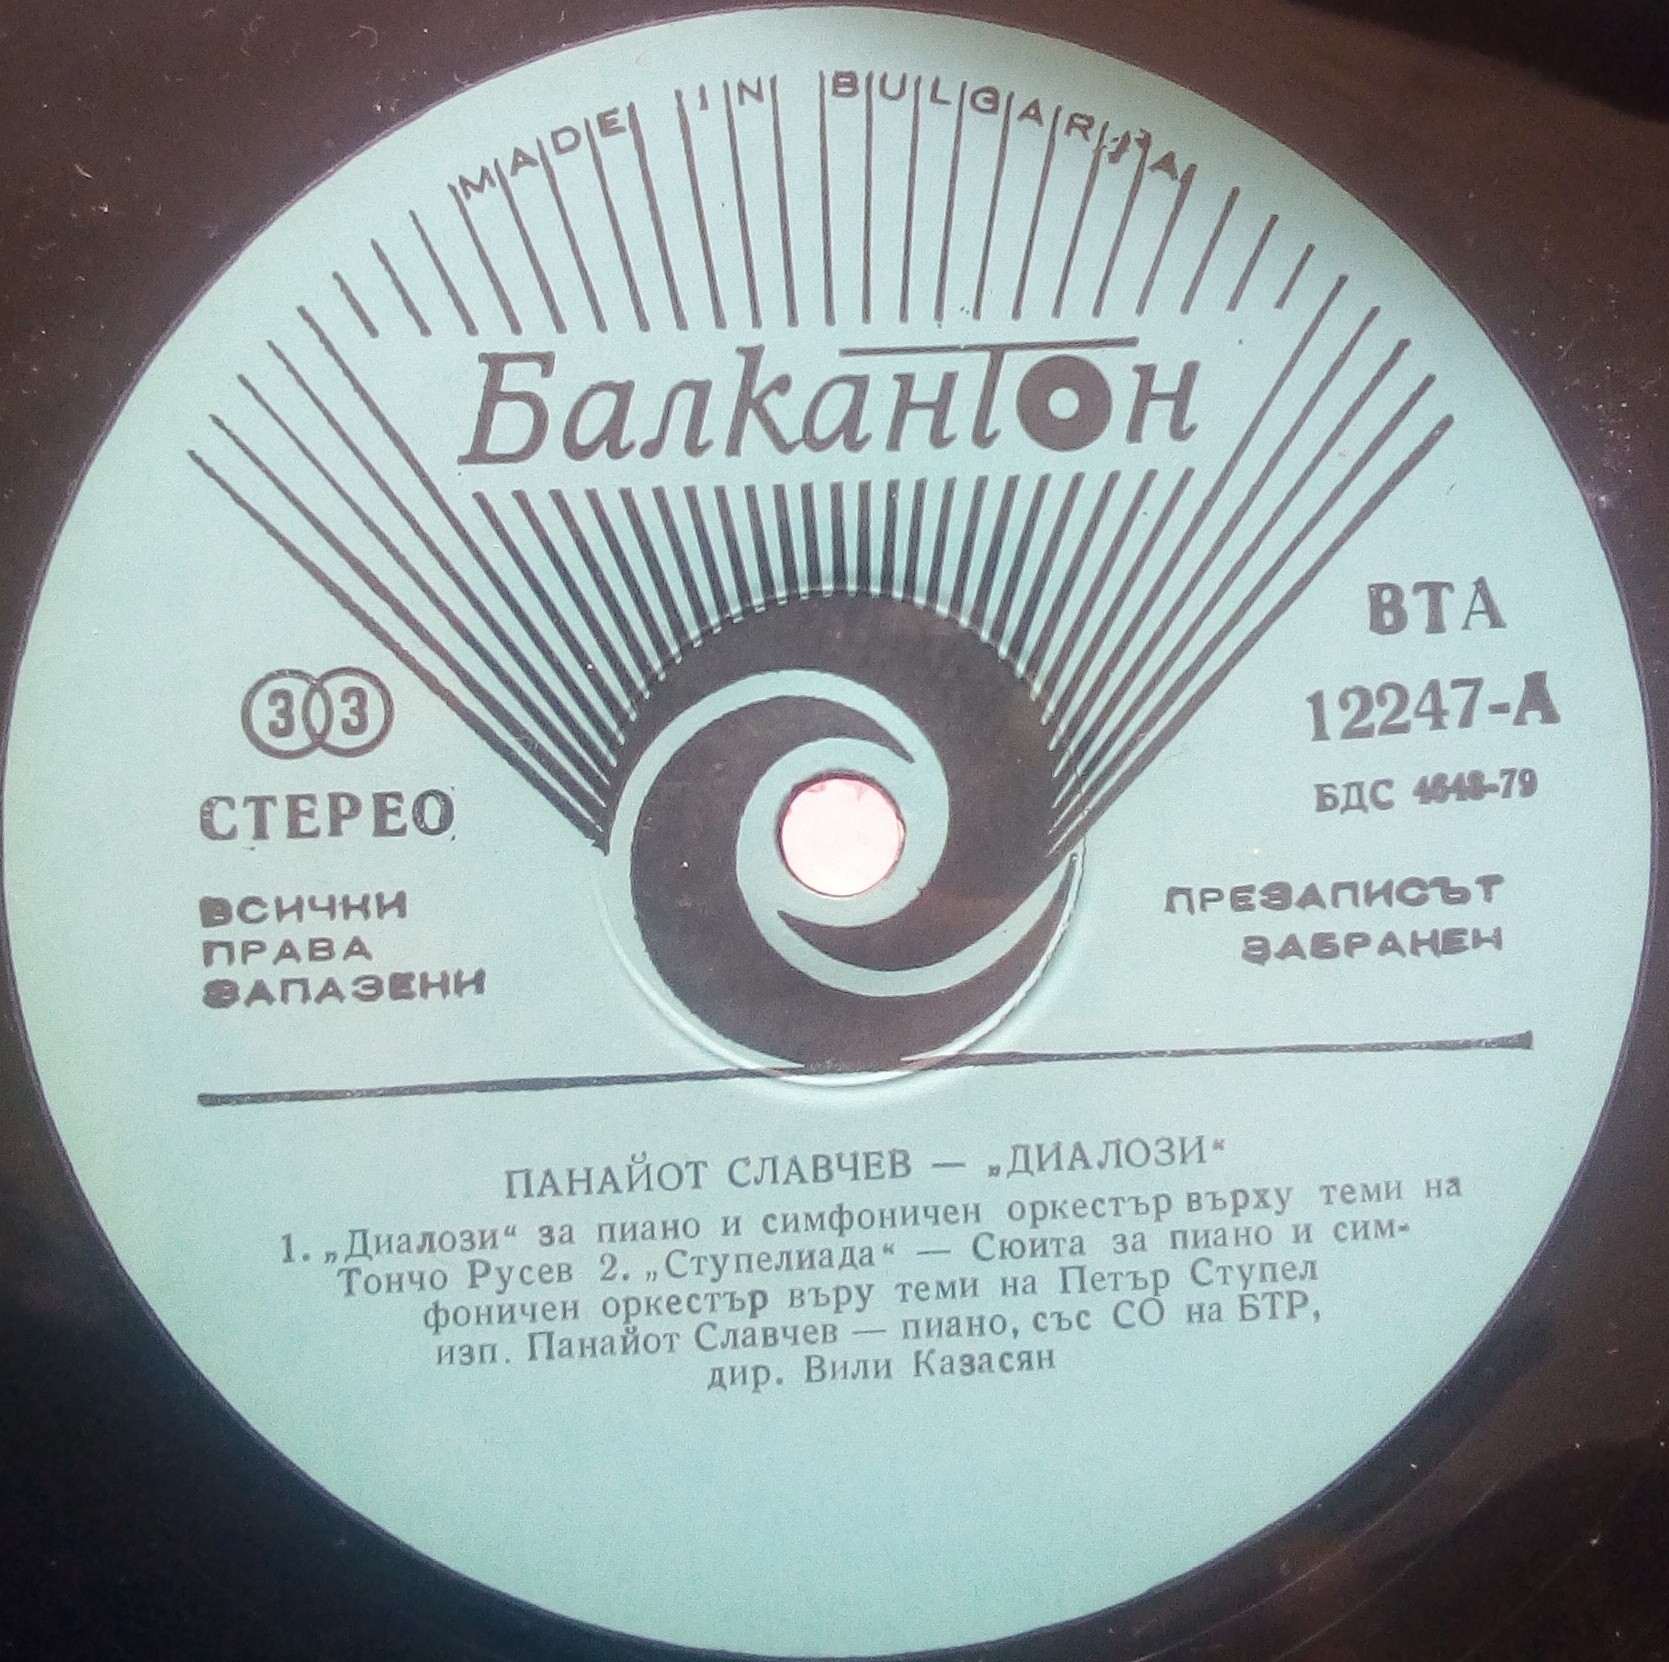 MADE IN BULGARIA
Балкантон
33
СТЕРЕО
ВСИЧКИ
ПРАВА
ЗАПАЗЕНИ
ВТА
12247-А
БДС 4648-79
ПРЕЗАПИСЪТ
ЗАБРАНЕН
ПАНАЙОТ СЛАВЧЕВ — „ДИАЛОЗИ“
1. „Диалози“ за пиано и симфоничен оркестър върху теми на
Тончо Русев 2. „Ступелиада“ — Сюита за пиано и сим-
фоничен оркестър въру теми на Петър Ступел
изп. Панайот Славчев — пиано, със СО на БТР,
дир. Вили Казасян